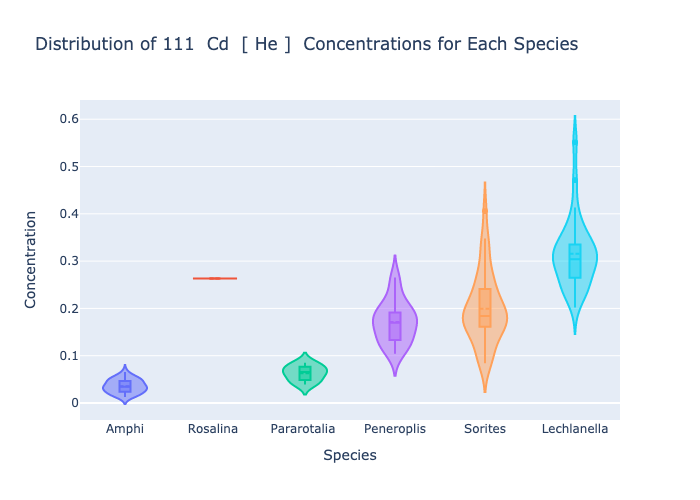 Distribution of 111 Cd [ He ] Concentrations for Each Species
0.6
0.5
0.4
0.3
0.2
0.1
0
Concentration
Amphi Rosalina Pararotalia Peneroplis Sorites Lechlanella
Species